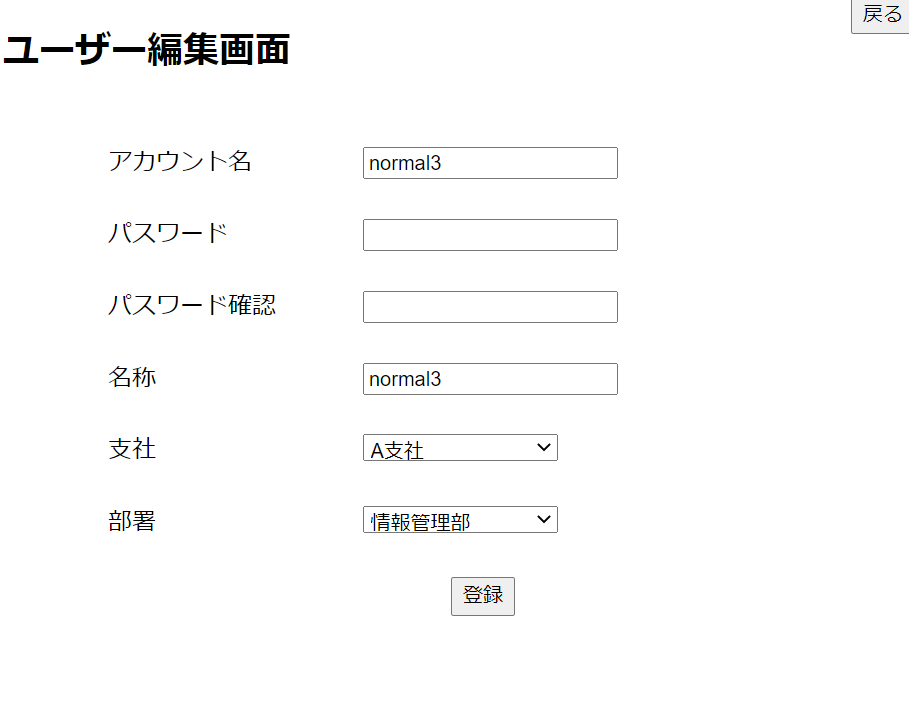 戻る
ユーザー編集画面
アカウント名 normal3
パスワード
パスワード確認
名称 normal3
支社 A支社
部署 情報管理部
登録